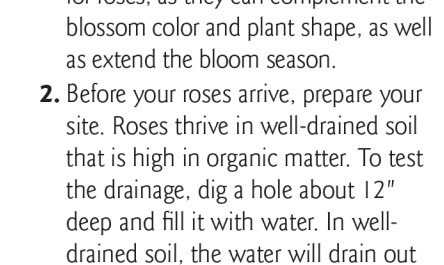 for roses, as they can complement the
blossom color and plant shape, as well
as extend the bloom season.
2. Before your roses arrive, prepare your
site. Roses thrive in well-drained soil
that is high in organic matter. To test
the drainage, dig a hole about 12"
deep and fill it with water. In well-
drained soil, the water will drain out